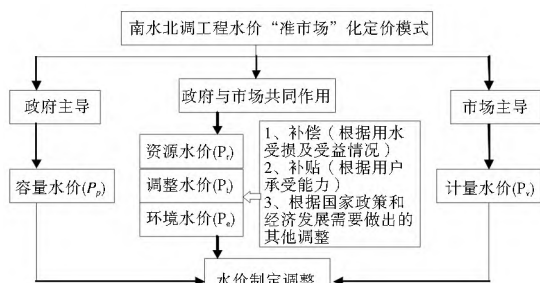 南水北调工程水价“准市场”化定价模式
政府主导
政府与市场共同作用
市场主导
容量水价(Pp)
资源水价(Pr)
调整水价(Pt)
环境水价(Pe)
1、补偿（根据用水
受损及受益情况）
2、补贴（根据用户
承受能力）
3、根据国家政策和
经济发展需要做出的
其他调整
计量水价(Pv)
水价制定调整